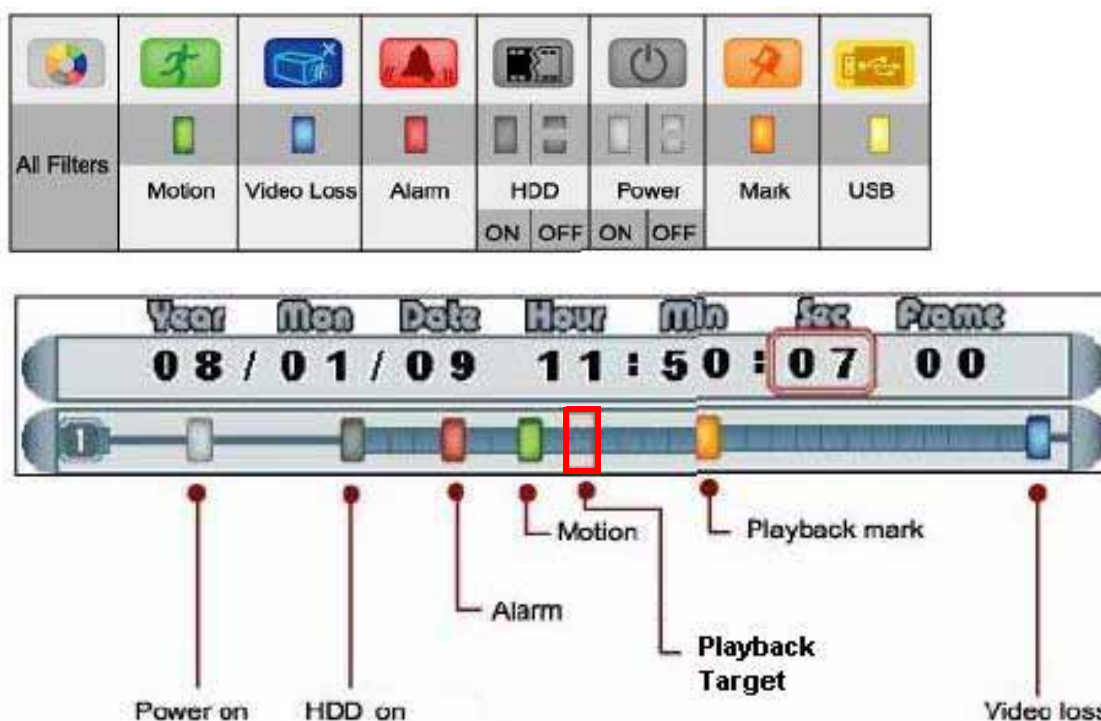 All Filters
Motion Video Loss Alarm HDD Power Mark USB
ON OFF ON OFF
Year Mon Date Hour Min Sec Frame
08/01/09 11:50:07 00
1
Motion
Playback mark
Alarm
Playback
Target
Power on HDD on Video loss